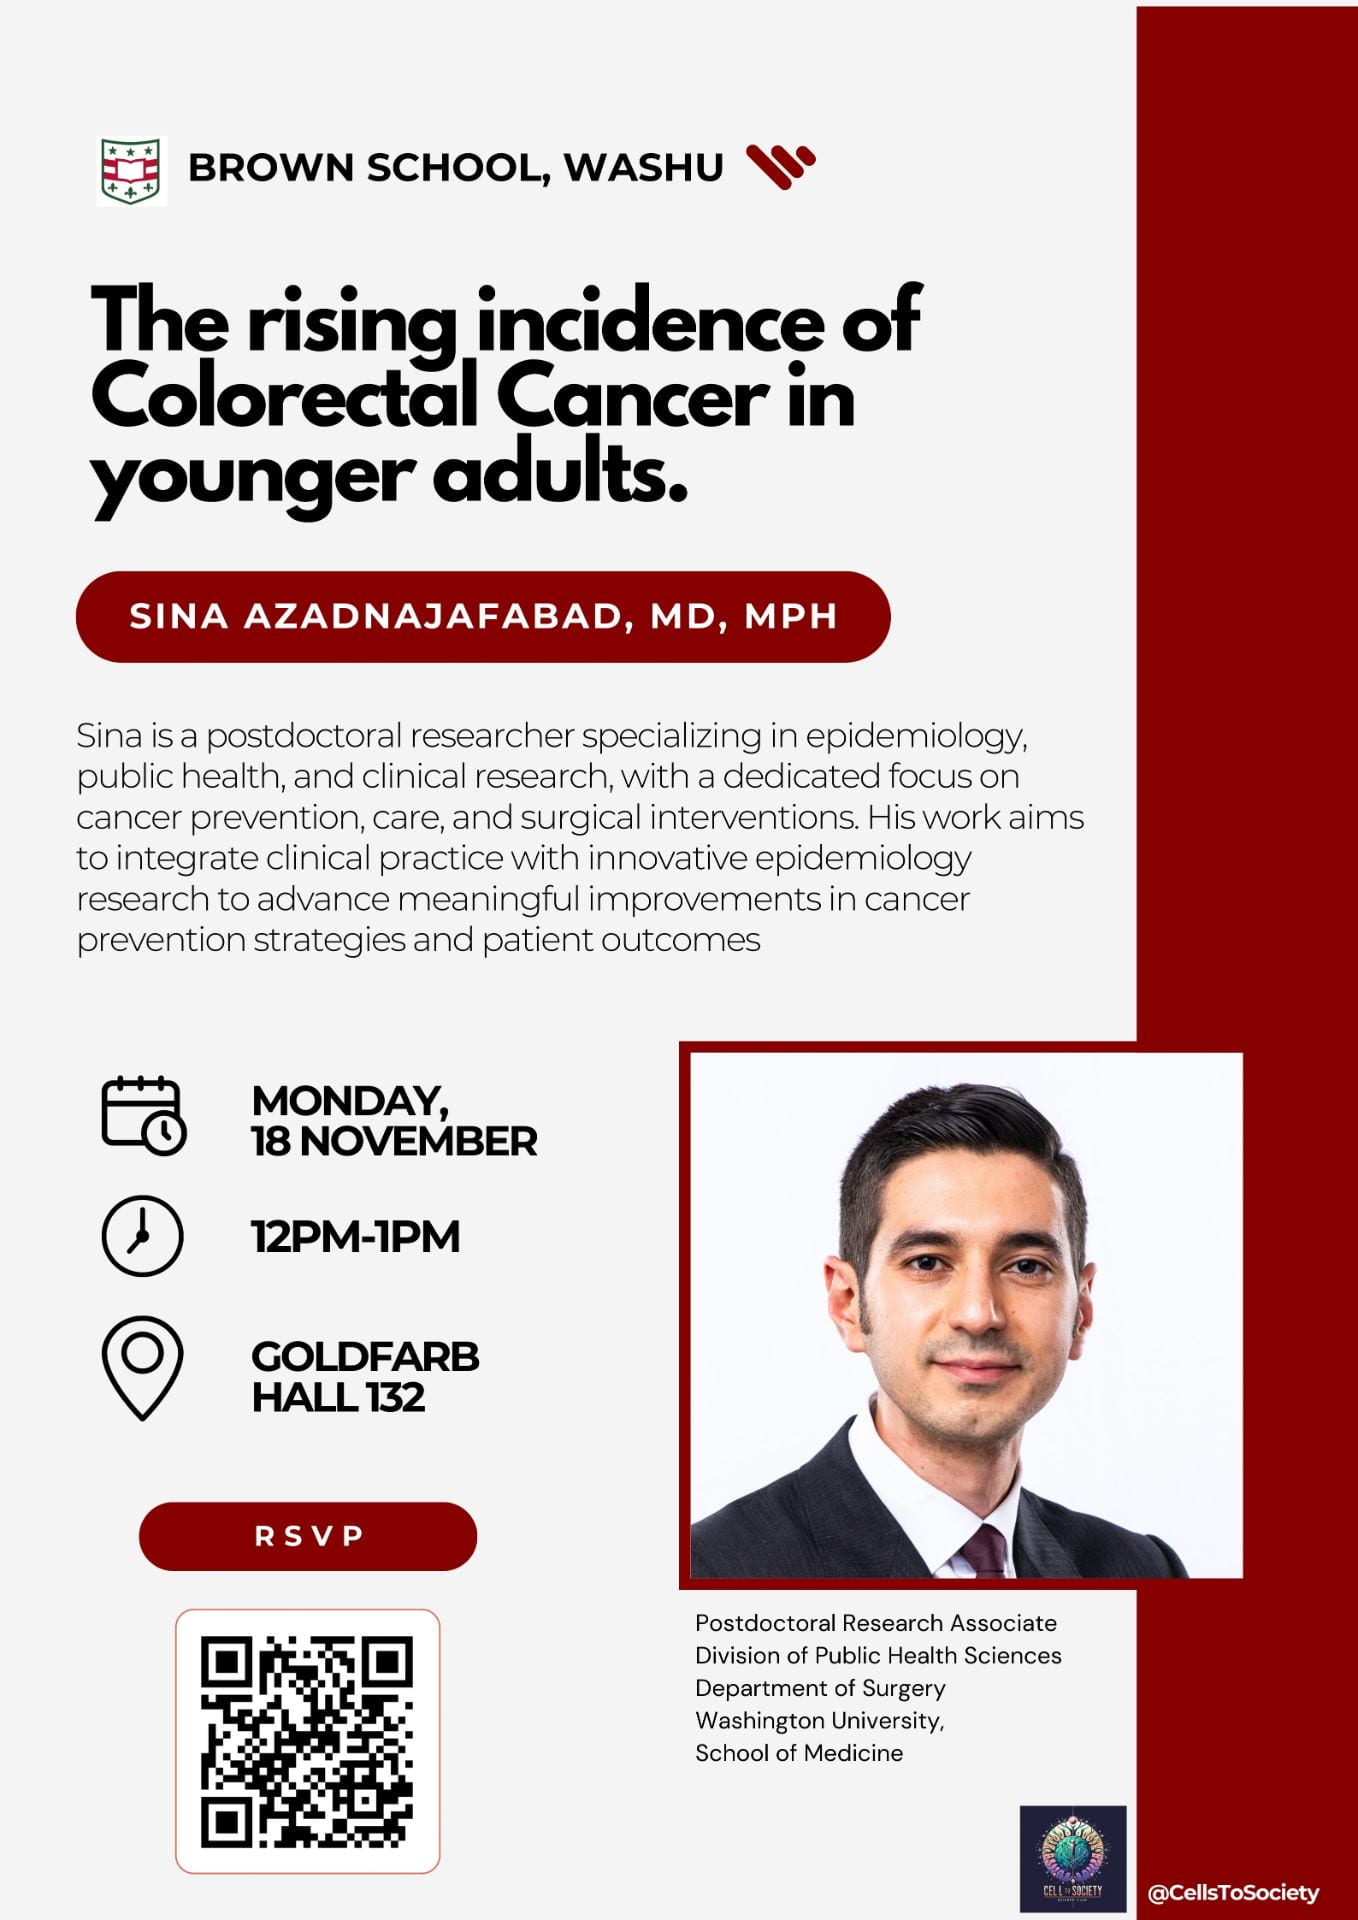 BROWN SCHOOL, WASHU
The rising incidence of
Colorectal Cancer in
younger adults.
SINA AZADNAJAFABAD, MD, MPH
Sina is a postdoctoral researcher specializing in epidemiology,
public health, and clinical research, with a dedicated focus on
cancer prevention, care, and surgical interventions. His work aims
to integrate clinical practice with innovative epidemiology
research to advance meaningful improvements in cancer
prevention strategies and patient outcomes
MONDAY,
18 NOVEMBER
12PM-1PM
GOLDFARB
HALL 132
RSVP
Postdoctoral Research Associate
Division of Public Health Sciences
Department of Surgery
Washington University,
School of Medicine
CELL TO SOCIETY
@CellsToSociety